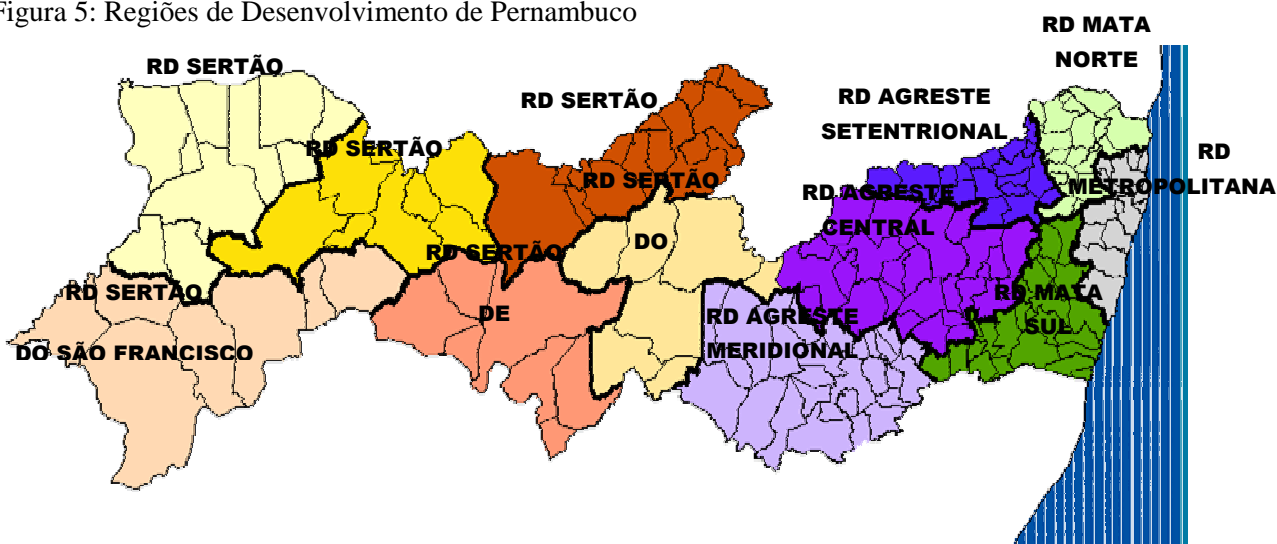 Figura 5: Regiões de Desenvolvimento de Pernambuco
RD MATA
NORTE
RD SERTÃO
RD SERTÃO
RD AGRESTE
SETENTRIONAL
RD SERTÃO
RD
METROPOLITANA
RD SERTÃO
RD AGRESTE
CENTRAL
DO
RD SERTÃO
RD SERTÃO
DO SÃO FRANCISCO
DE
RD AGRESTE
MERIDIONAL
RD MATA
SUL